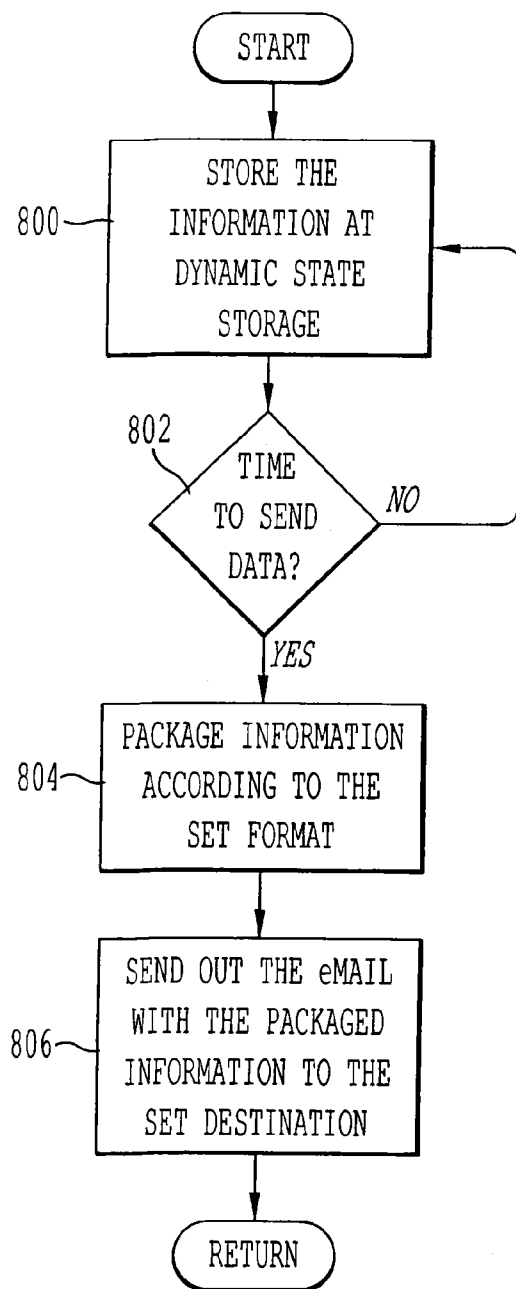 START
800
STORE THE
INFORMATION AT
DYNAMIC STATE
STORAGE
802
TIME
TO SEND
DATA?
NO
YES
804
PACKAGE INFORMATION
ACCORDING TO THE
SET FORMAT
806
SEND OUT THE eMAIL
WITH THE PACKAGED
INFORMATION TO THE
SET DESTINATION
RETURN